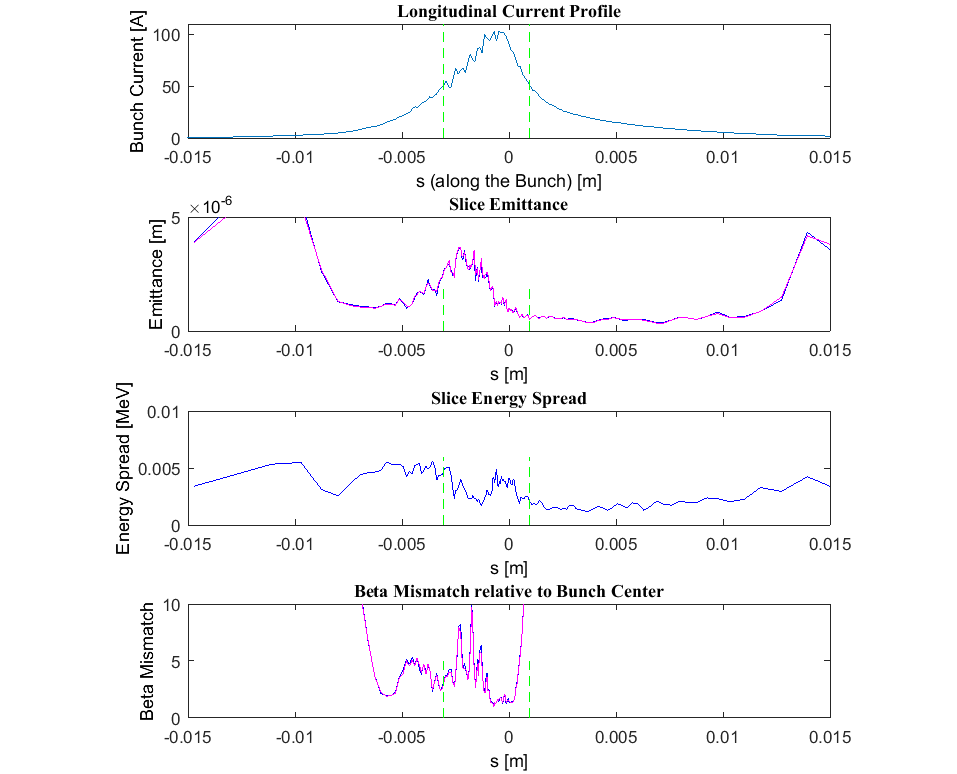 Longitudinal Current Profile
Bunch Current [A]
100
50
0
-0.015 -0.01 -0.005 0 0.005 0.01 0.015
s (along the Bunch) [m]
Slice Emittance
×10^-6
Emittance [m]
5
0
-0.015 -0.01 -0.005 0 0.005 0.01 0.015
s [m]
Slice Energy Spread
Energy Spread [MeV]
0.01
0.005
0
-0.015 -0.01 -0.005 0 0.005 0.01 0.015
s [m]
Beta Mismatch relative to Bunch Center
Beta Mismatch
10
5
0
-0.015 -0.01 -0.005 0 0.005 0.01 0.015
s [m]